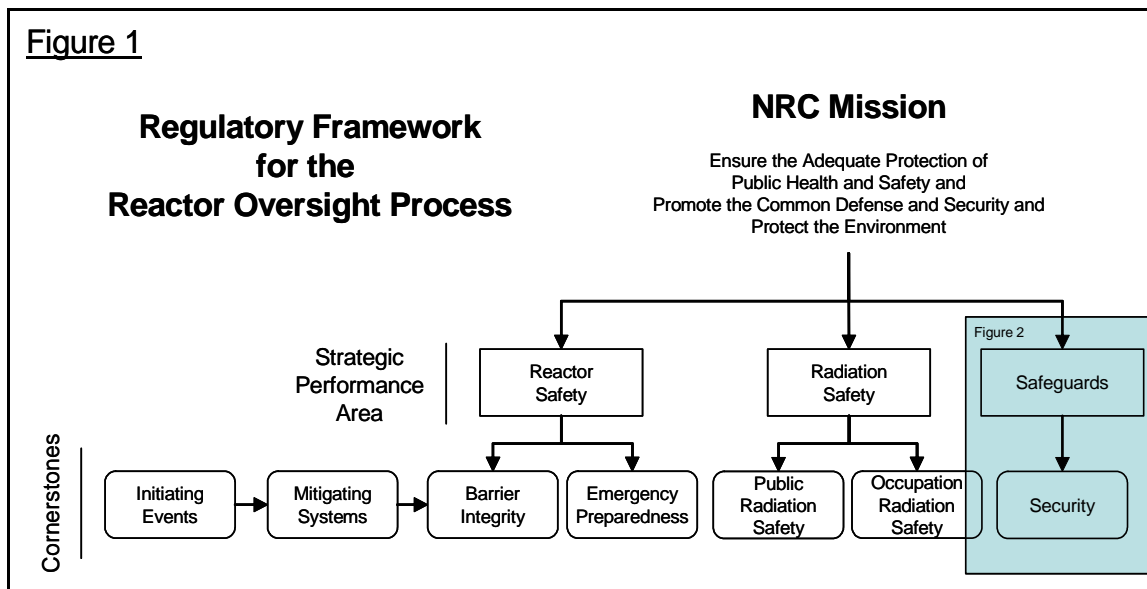 Figure 1
Regulatory Framework
for the
Reactor Oversight Process
NRC Mission
Ensure the Adequate Protection of
Public Health and Safety and
Promote the Common Defense and Security and
Protect the Environment
Strategic
Performance
Area
Reactor
Safety
Radiation
Safety
Figure 2
Safeguards
Cornerstones
Initiating
Events
Mitigating
Systems
Barrier
Integrity
Emergency
Preparedness
Public
Radiation
Safety
Occupation
Radiation
Safety
Security